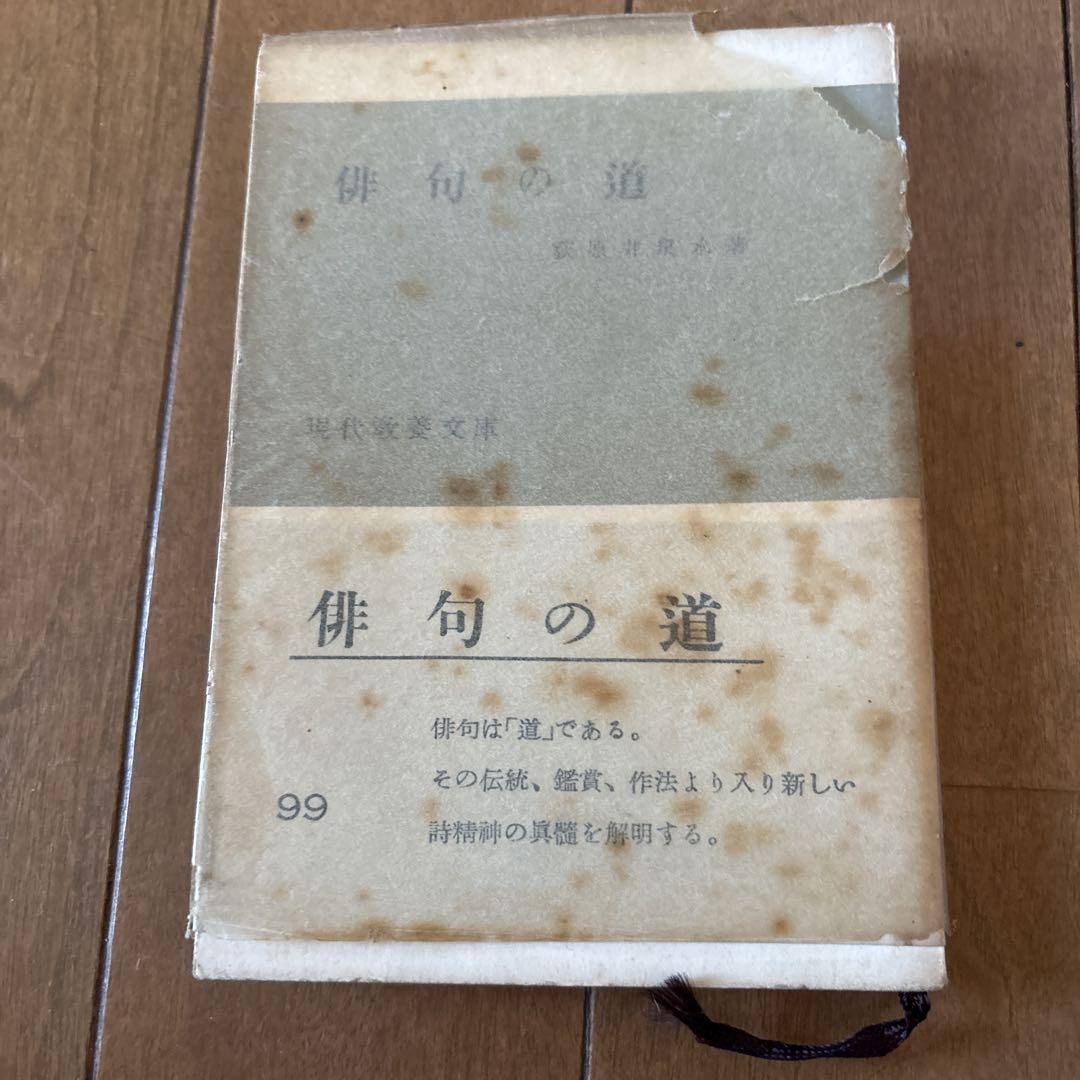 俳句の道
荻原井泉水著
現代教養文庫
俳句の道
俳句は「道」である。
その伝統、鑑賞、作法より入り新しい
詩精神の眞髓を解明する。
99